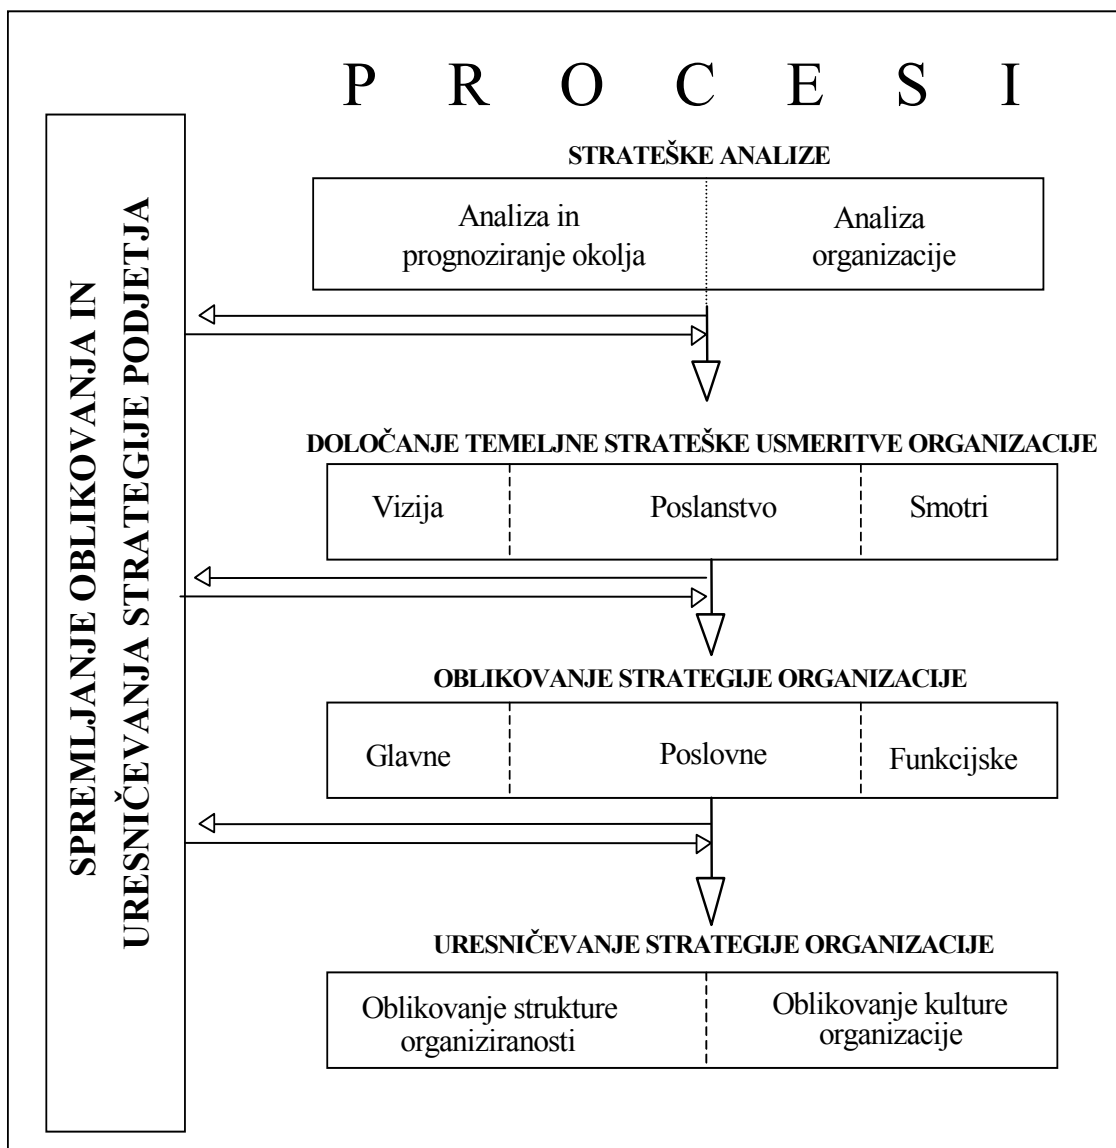 P R O C E S I
SPREMLJANJE OBLIKOVANJA IN
URESNIČEVANJA STRATEGIJE PODJETJA
STRATEŠKE ANALIZE
Analiza in
prognoziranje okolja
Analiza
organizacije
DOLOČANJE TEMELJNE STRATEŠKE USMERITVE ORGANIZACIJE
Vizija
Poslanstvo
Smotri
OBLIKOVANJE STRATEGIJE ORGANIZACIJE
Glavne
Poslovne
Funkcijske
URESNIČEVANJE STRATEGIJE ORGANIZACIJE
Oblikovanje strukture
organiziranosti
Oblikovanje kulture
organizacije